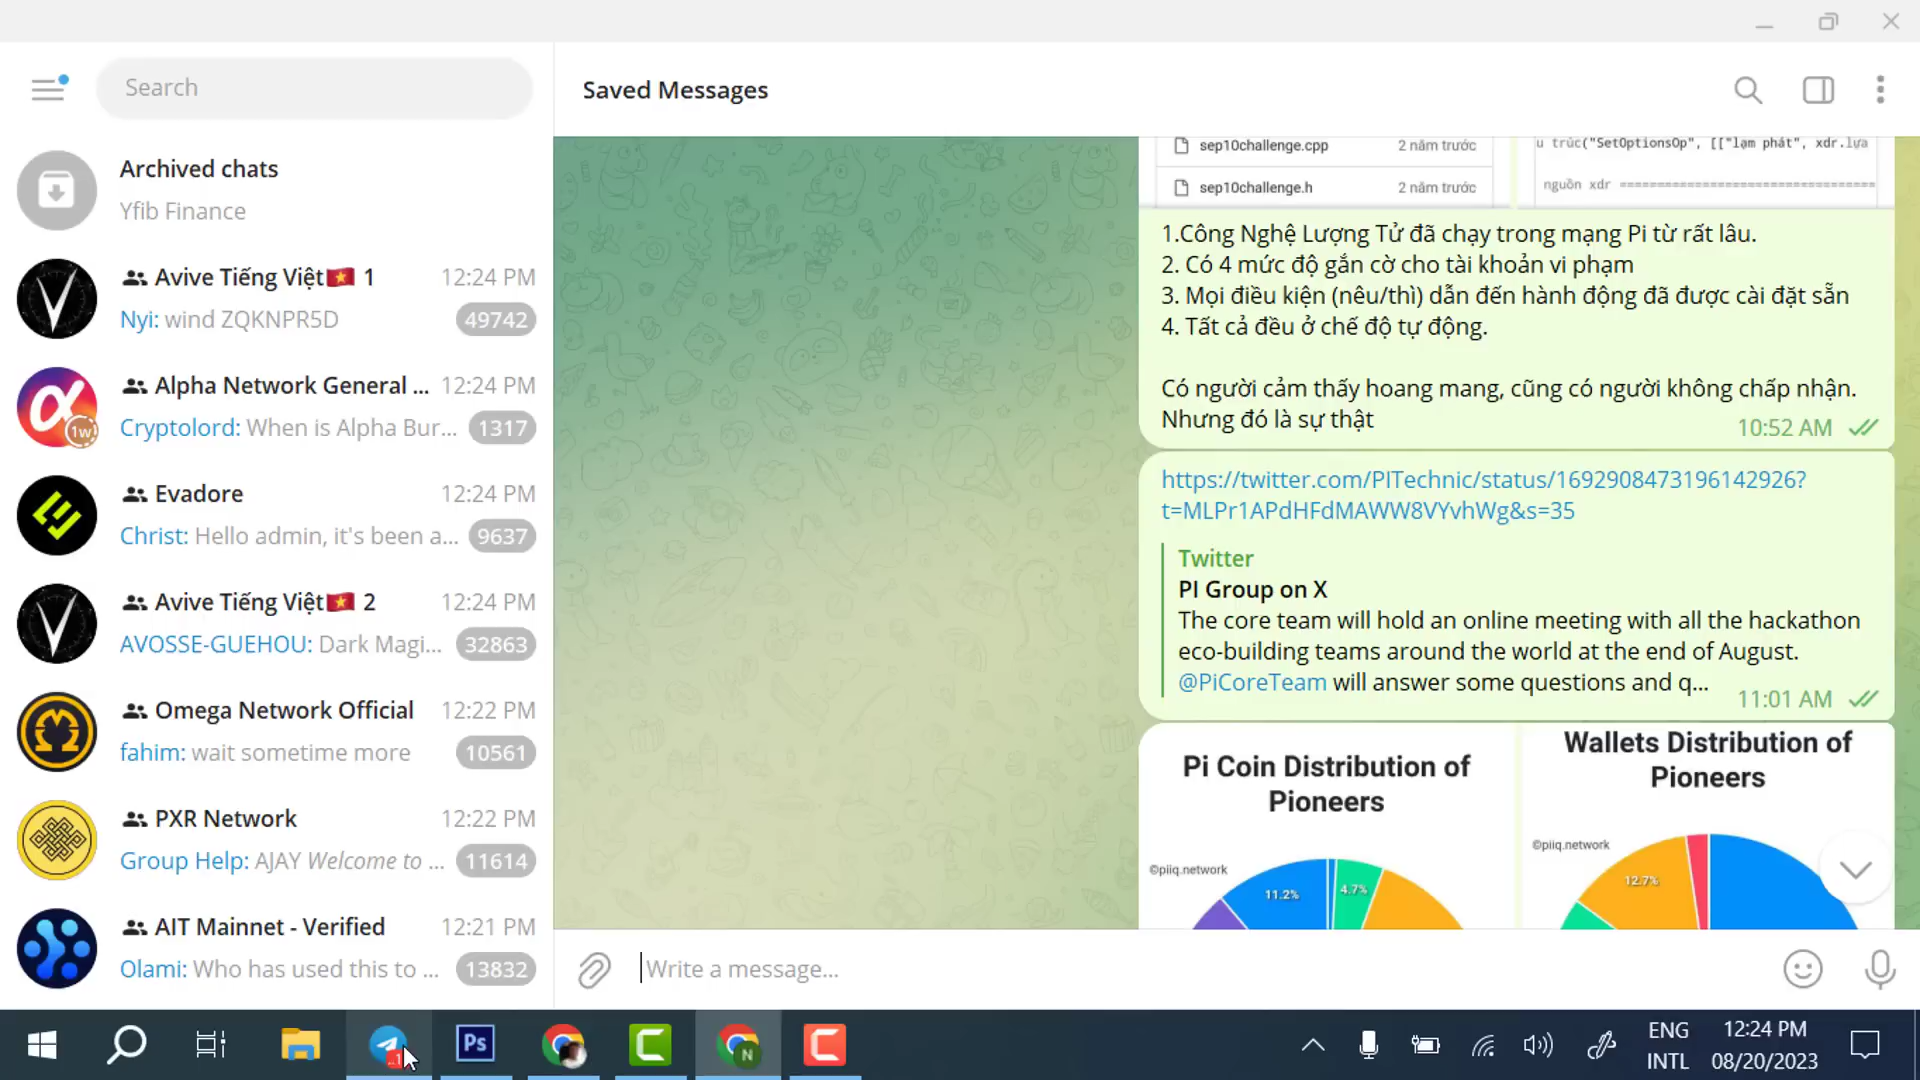 Search
Saved Messages
Archived chats
Yfib Finance
Avive Tiếng Việt🇻🇳 1
12:24 PM
Nyi: wind ZQKNPR5D
49742
Alpha Network General ...
12:24 PM
Cryptolord: When is Alpha Bur...
1317
1w
Evadore
12:24 PM
Christ: Hello admin, it's been a...
9637
Avive Tiếng Việt🇻🇳 2
12:24 PM
AVOSSE-GUEHOU: Dark Magi...
32863
Omega Network Official
12:22 PM
fahim: wait sometime more
10561
PXR Network
12:22 PM
Group Help: AJAY Welcome to ...
11614
AIT Mainnet - Verified
12:21 PM
Olami: Who has used this to ...
13832
sep10challenge.cpp
2 năm trước
sep10challenge.h
2 năm trước
u trúc("SetOptionsOp", [["lạm phát", xdr.lựa
nguồn xdr ==================================
1.Công Nghệ Lượng Tử đã chạy trong mạng Pi từ rất lâu.
2. Có 4 mức độ gắn cờ cho tài khoản vi phạm
3. Mọi điều kiện (nêu/thì) dẫn đến hành động đã được cài đặt sẵn
4. Tất cả đều ở chế độ tự động.
Có người cảm thấy hoang mang, cũng có người không chấp nhận.
Nhưng đó là sự thật
10:52 AM
https://twitter.com/PITechnic/status/1692908473196142926?
t=MLPr1APdHFdMAWW8VYvhWg&s=35
Twitter
PI Group on X
The core team will hold an online meeting with all the hackathon
eco-building teams around the world at the end of August.
@PiCoreTeam will answer some questions and q...
11:01 AM
Pi Coin Distribution of
Pioneers
©piiq.network
11.2%
4.7%
Wallets Distribution of
Pioneers
©piiq.network
12.7%
Write a message...
Ps
N
ENG
INTL
12:24 PM
08/20/2023